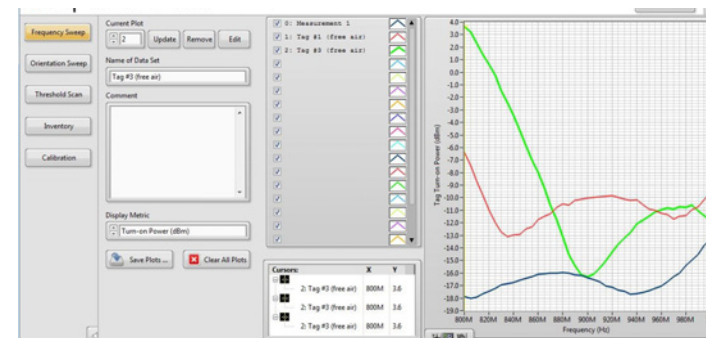 Frequency Sweep
Orientation Sweep
Threshold Scan
Inventory
Calibration
Current Plot
2
Update
Remove
Edit
Name of Data Set
Tag #3 (free air)
Comment
Display Metric
Turn-on Power (dBm)
Save Plots ...
Clear All Plots
0: Measurement 1
1: Tag #1 (free air)
2: Tag #3 (free air)
Cursors: X Y
2: Tag #3 (free air) 800M 3.6
2: Tag #3 (free air) 800M 3.6
2: Tag #3 (free air) 800M 3.6
Tag Turn-on Power (dBm)
4.0
3.0
2.0
1.0
0.0
-1.0
-2.0
-3.0
-4.0
-5.0
-6.0
-7.0
-8.0
-9.0
-10.0
-11.0
-12.0
-13.0
-14.0
-15.0
-16.0
-17.0
-18.0
-19.0
800M 820M 840M 860M 880M 900M 920M 940M 960M 980M
Frequency (Hz)